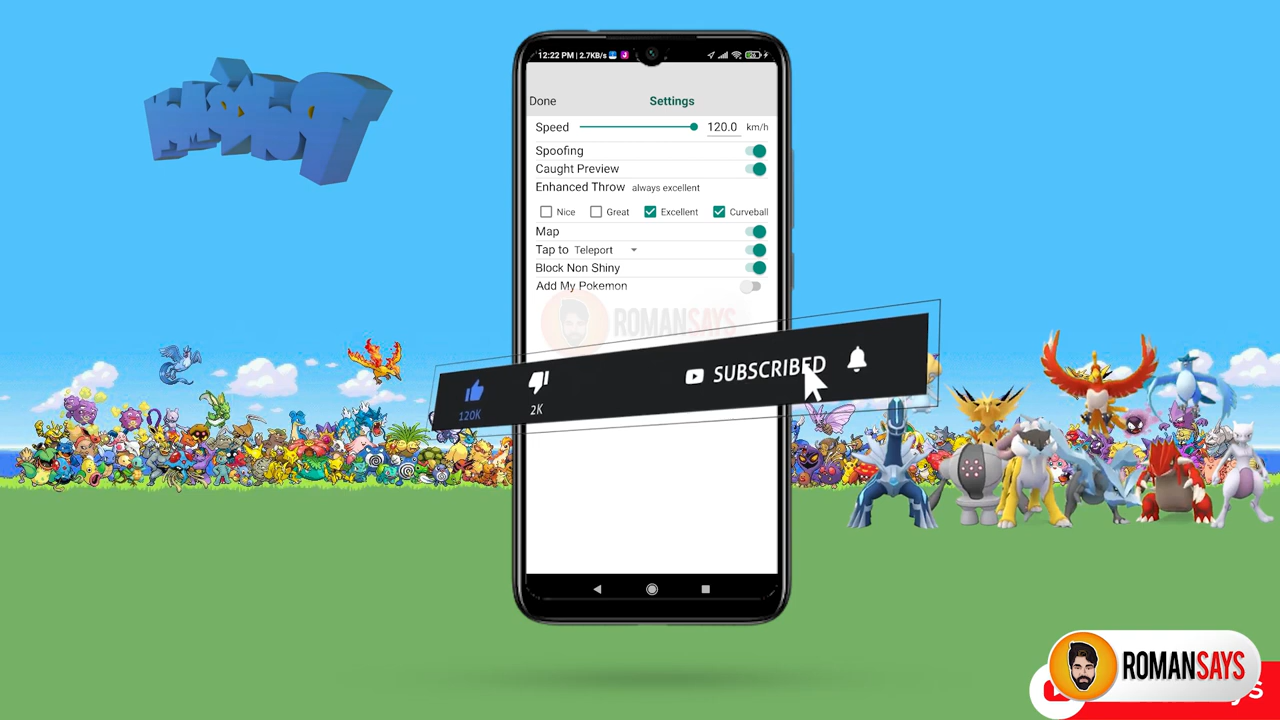 12:22 PM | 2.7KB/s
Done
Settings
Speed
120.0
km/h
Spoofing
Caught Preview
Enhanced Throw always excellent
Nice
Great
Excellent
Curveball
Map
Tap to Teleport
Block Non Shiny
Add My Pokemon
ROMANSAYS
120K
2K
SUBSCRIBED
ROMANSAYS